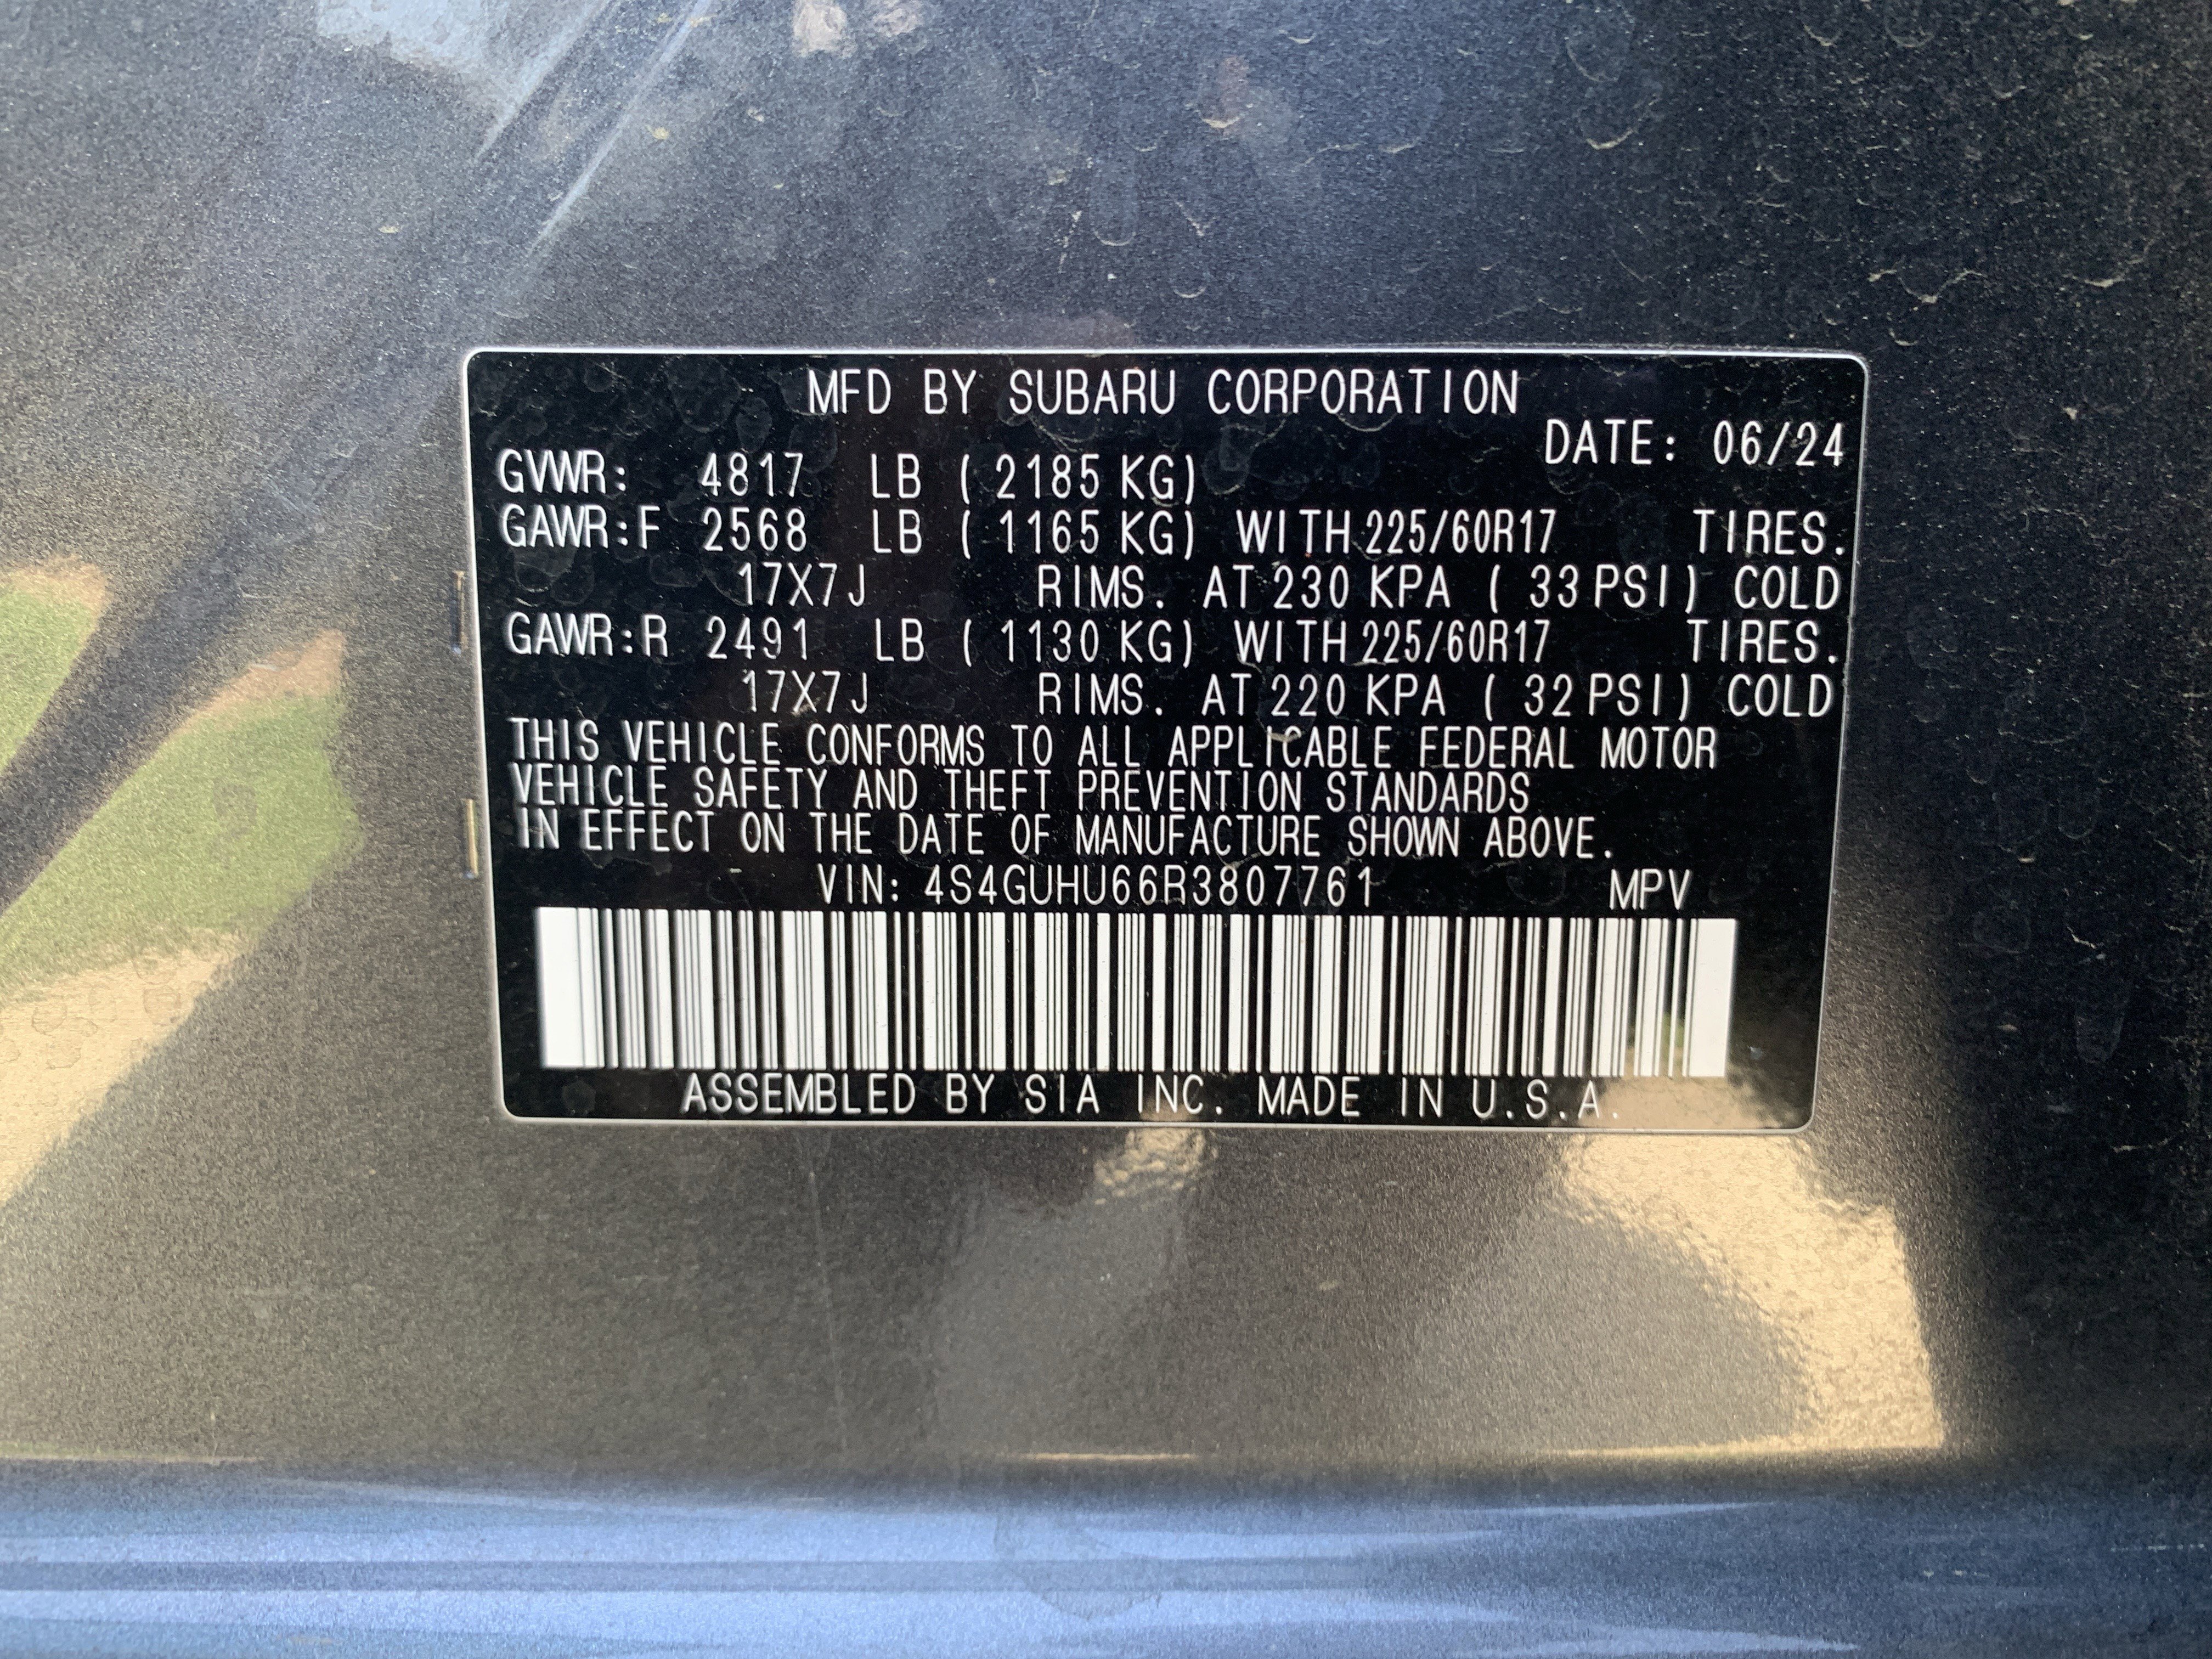 MFD BY SUBARU CORPORATION
DATE: 06/24
GVWR: 4817 LB ( 2185 KG)
GAWR:F 2568 LB ( 1165 KG) WITH 225/60R17 TIRES.
17X7J RIMS. AT 230 KPA ( 33 PSI) COLD
GAWR:R 2491 LB ( 1130 KG) WITH 225/60R17 TIRES.
17X7J RIMS. AT 220 KPA ( 32 PSI) COLD
THIS VEHICLE CONFORMS TO ALL APPLICABLE FEDERAL MOTOR
VEHICLE SAFETY AND THEFT PREVENTION STANDARDS
IN EFFECT ON THE DATE OF MANUFACTURE SHOWN ABOVE.
VIN: 4S4GUHU66R3807761 MPV
ASSEMBLED BY SIA INC. MADE IN U.S.A.